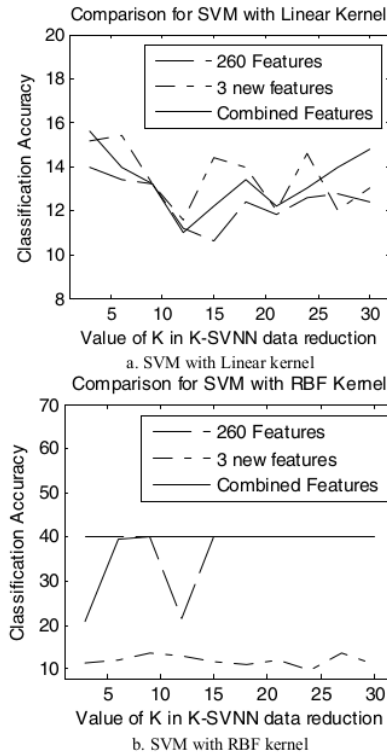 Comparison for SVM with Linear Kernel
20
18
16
14
12
10
8
Classification Accuracy
260 Features
3 new features
Combined Features
5 10 15 20 25 30
Value of K in K-SVNN data reduction
a. SVM with Linear kernel
Comparison for SVM with RBF Kernel
70
60
50
40
30
20
10
Classification Accuracy
260 Features
3 new features
Combined Features
5 10 15 20 25 30
Value of K in K-SVNN data reduction
b. SVM with RBF kernel